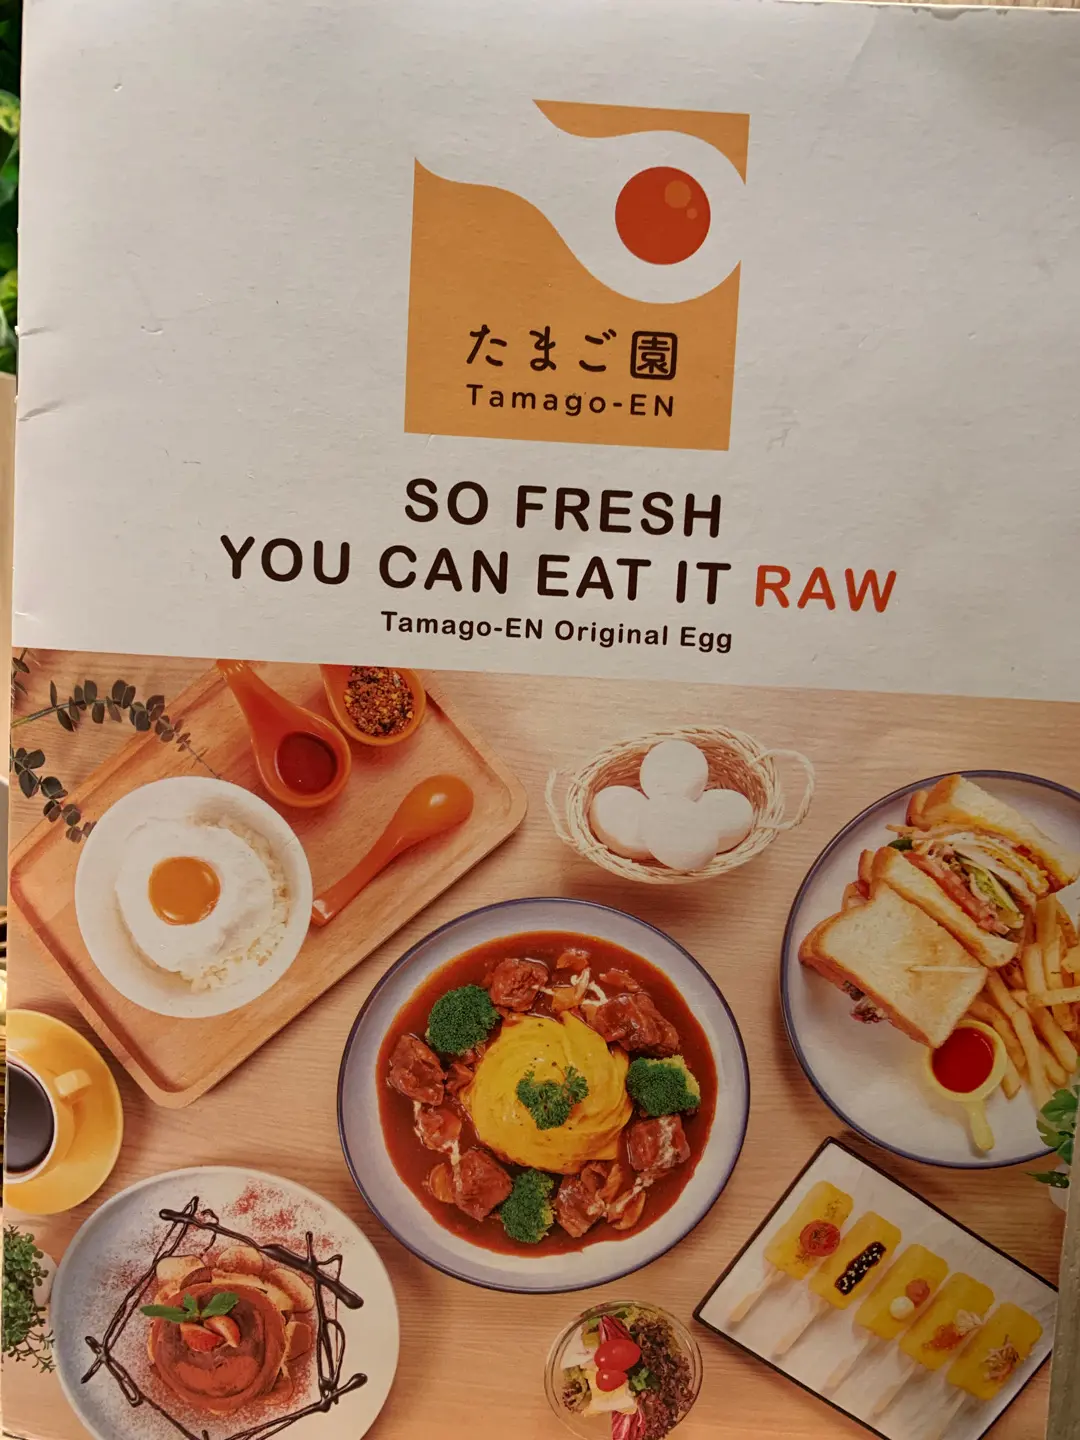 たまご園
Tamago-EN
SO FRESH
YOU CAN EAT IT RAW
Tamago-EN Original Egg